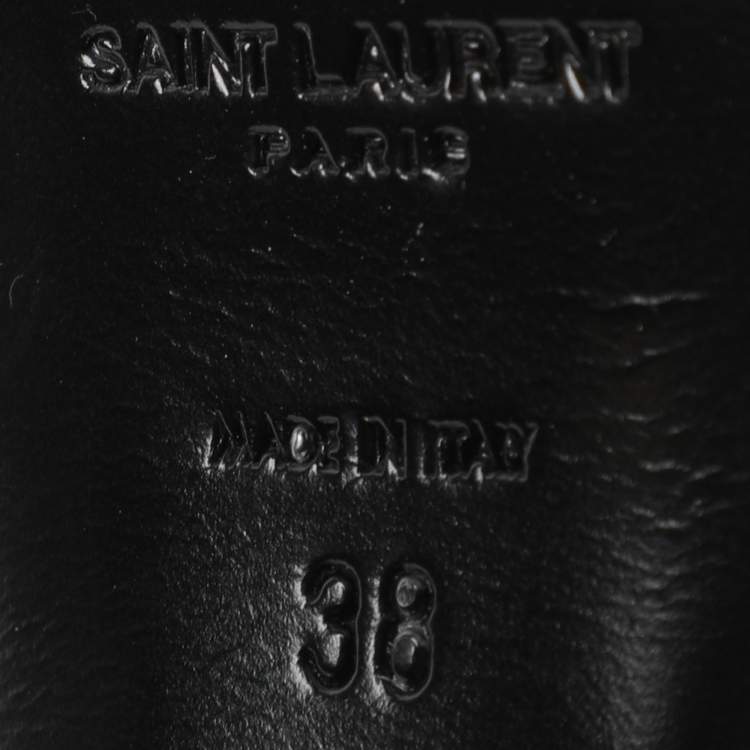 SAINT LAURENT
PARIS
MADE IN ITALY
38